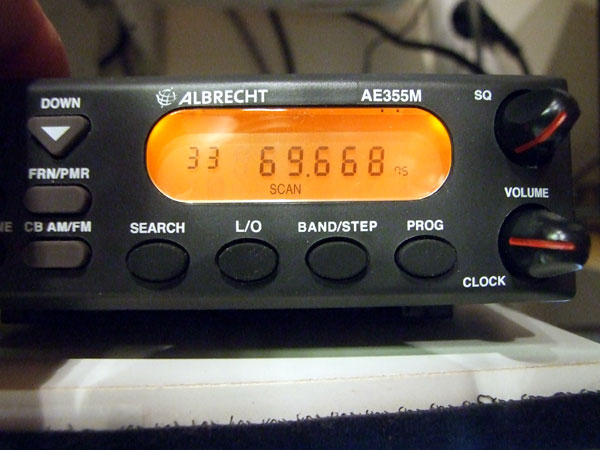 DOWN
ALBRECHT
AE355M
SQ
33 69.668
SCAN
FRN/PMR
CB AM/FM
SEARCH
L/O
BAND/STEP
PROG
VOLUME
CLOCK